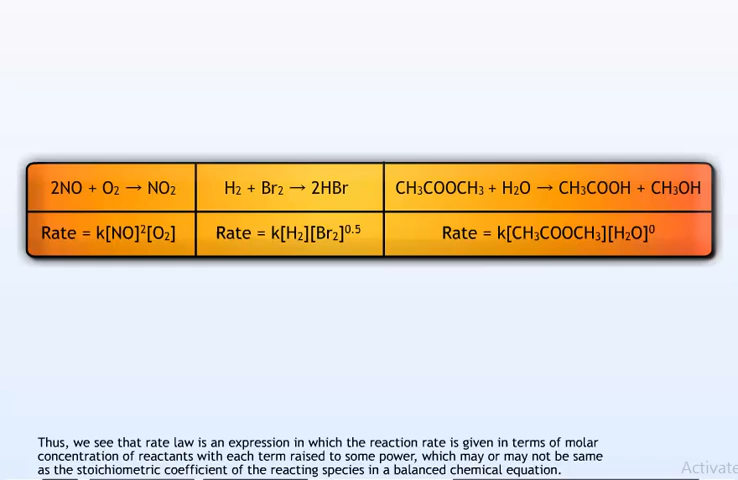 2NO + O₂ → NO₂
H₂ + Br₂ → 2HBr
CH₃COOCH₃ + H₂O → CH₃COOH + CH₃OH
Rate = k[NO]²[O₂]
Rate = k[H₂][Br₂]⁰·⁵
Rate = k[CH₃COOCH₃][H₂O]⁰
Thus, we see that rate law is an expression in which the reaction rate is given in terms of molar
concentration of reactants with each term raised to some power, which may or may not be same
as the stoichiometric coefficient of the reacting species in a balanced chemical equation.
Activate